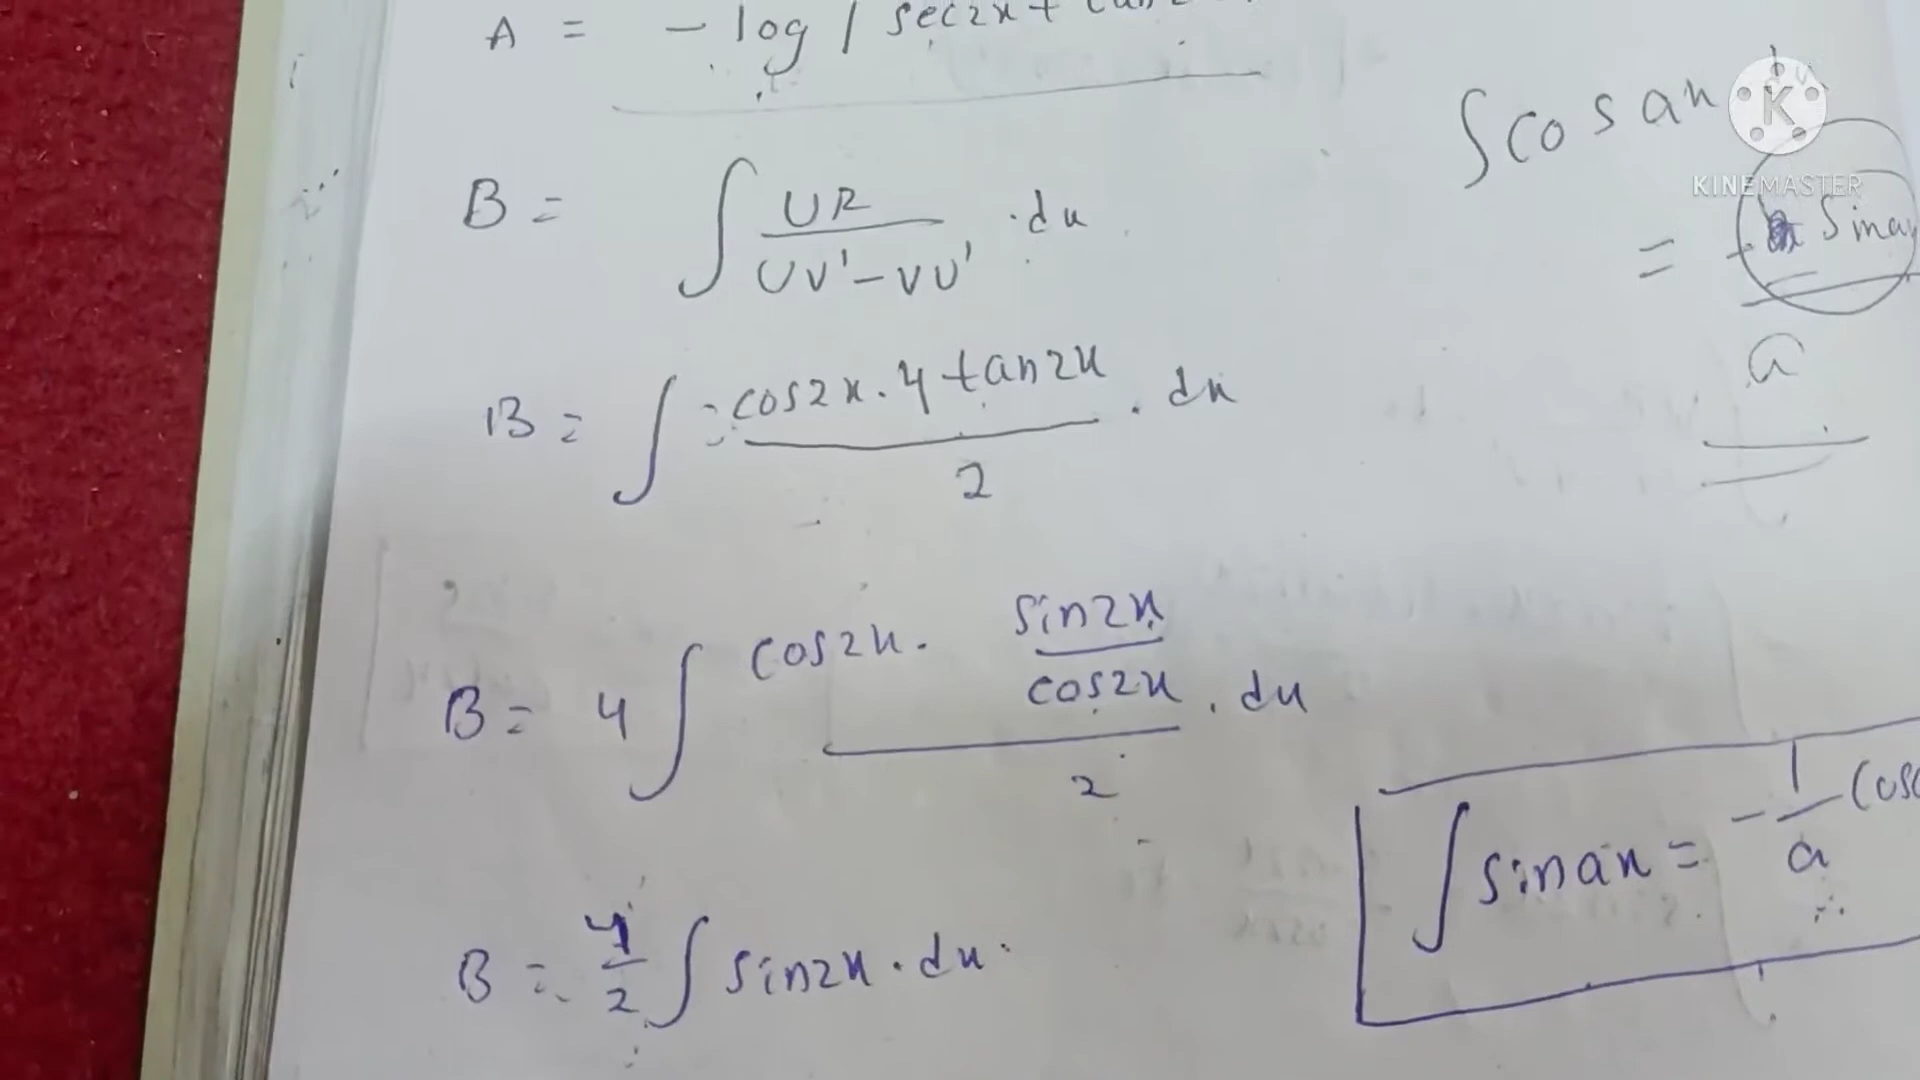 A = - log | sec2x +
B = ∫ UR / UV' - VU' . dx
B = ∫ cos2x . 4 tan2x / 2 . dx
B = 4 ∫ cos2x . sin2x / cos2x / 2 . dx
B = 4/2 ∫ sin2x . dx
∫ cos ax dx
= sin ax / a
∫ sin ax = - 1/a cos
K
KINEMASTER